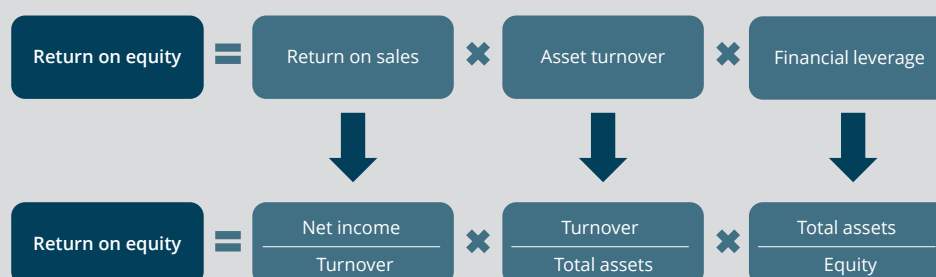 Return on equity = Return on sales × Asset turnover × Financial leverage
Return on equity = Net income × Turnover × Total assets
Turnover Total assets Equity